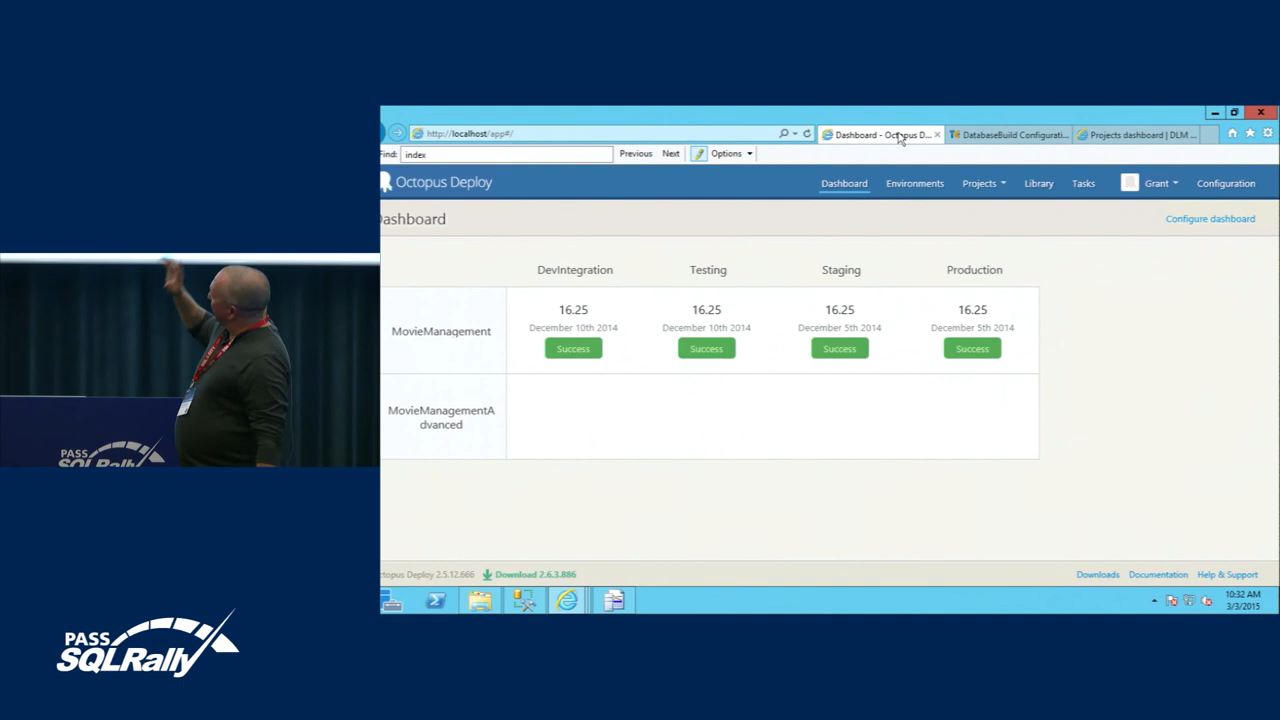 http://localhost/app#/
Dashboard - Octopus D...
DatabaseBuild Configurati...
Projects dashboard | DLM ...
Find:
index
Previous
Next
Options
Octopus Deploy
Dashboard
Environments
Projects
Library
Tasks
Grant
Configuration
Dashboard
Configure dashboard
DevIntegration
Testing
Staging
Production
MovieManagement
16.25
December 10th 2014
Success
16.25
December 10th 2014
Success
16.25
December 5th 2014
Success
16.25
December 5th 2014
Success
MovieManagementA
dvanced
ctopus Deploy 2.5.12.666
Download 2.6.3.886
Downloads
Documentation
Help & Support
10:32 AM
3/3/2015
PASS
SQLRally
PASS
SQLRally